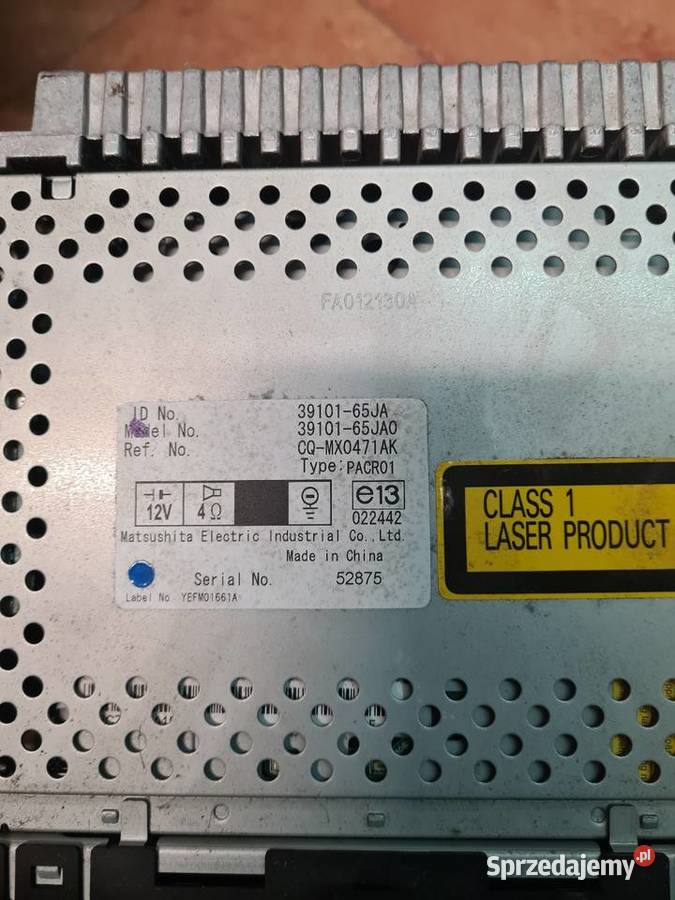 FA012130A
ID No. 39101-65JA
Model No. 39101-65JA0
Ref. No. CQ-MX0471AK
Type: PACR01
12V 4Ω e13
022442
Matsushita Electric Industrial Co., Ltd.
Made in China
Serial No. 52875
Label No YEFM01661A
CLASS 1
LASER PRODUCT
Sprzedajemy.pl